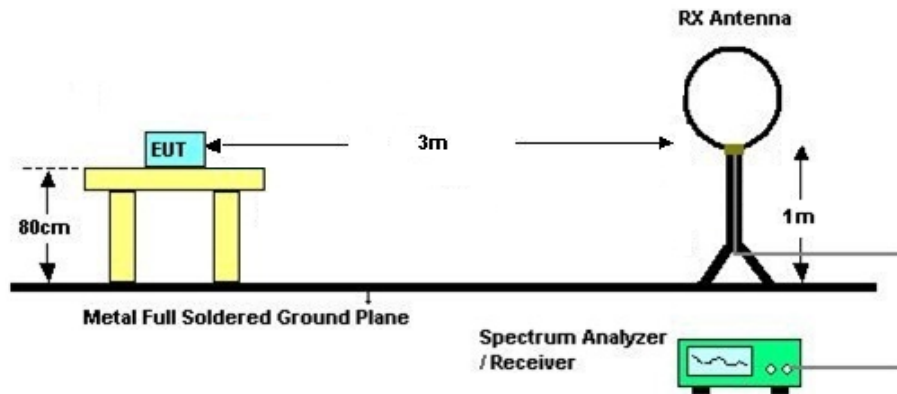 RX Antenna
EUT
3m
80cm
1m
Metal Full Soldered Ground Plane
Spectrum Analyzer
/ Receiver